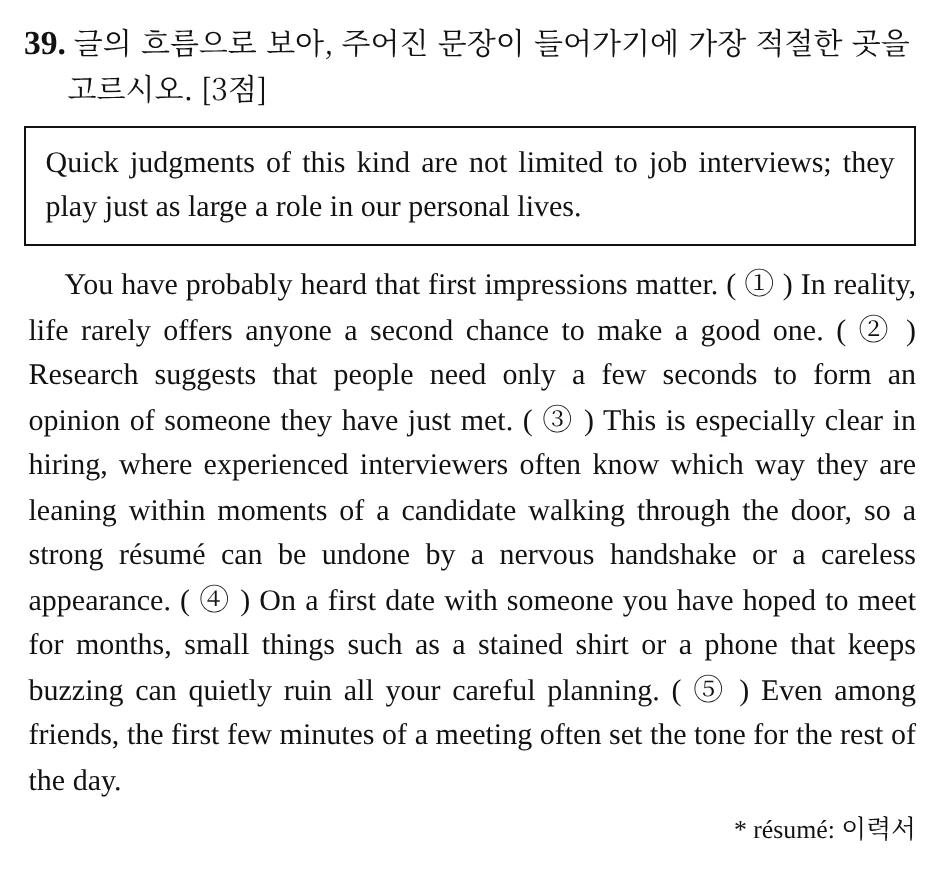 39. 글의 흐름으로 보아, 주어진 문장이 들어가기에 가장 적절한 곳을
고르시오. [3점]
Quick judgments of this kind are not limited to job interviews; they
play just as large a role in our personal lives.
You have probably heard that first impressions matter. ( ① ) In reality,
life rarely offers anyone a second chance to make a good one. ( ② )
Research suggests that people need only a few seconds to form an
opinion of someone they have just met. ( ③ ) This is especially clear in
hiring, where experienced interviewers often know which way they are
leaning within moments of a candidate walking through the door, so a
strong résumé can be undone by a nervous handshake or a careless
appearance. ( ④ ) On a first date with someone you have hoped to meet
for months, small things such as a stained shirt or a phone that keeps
buzzing can quietly ruin all your careful planning. ( ⑤ ) Even among
friends, the first few minutes of a meeting often set the tone for the rest of
the day.
* résumé: 이력서